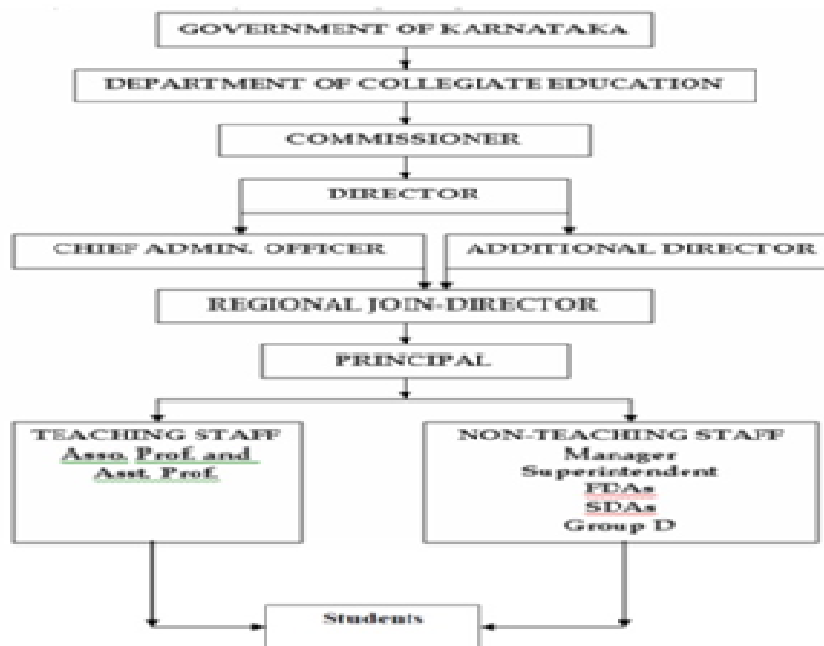 GOVERNMENT OF KARNATAKA
DEPARTMENT OF COLLEGIATE EDUCATION
COMMISSIONER
DIRECTOR
CHIEF ADMIN. OFFICER
ADDITIONAL DIRECTOR
REGIONAL JOIN-DIRECTOR
PRINCIPAL
TEACHING STAFF
Asso. Prof. and
Asst. Prof.
NON-TEACHING STAFF
Manager
Superintendent
FDAs
SDAs
Group D
Students